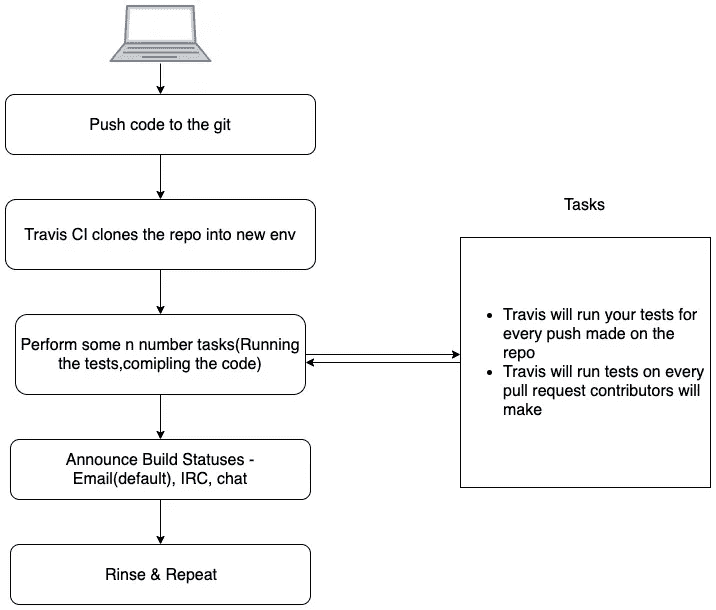 Push code to the git
Travis CI clones the repo into new env
Tasks
Perform some n number tasks(Running
the tests,comipling the code)
• Travis will run your tests for
every push made on the
repo
• Travis will run tests on every
pull request contributors will
make
Announce Build Statuses -
Email(default), IRC, chat
Rinse & Repeat